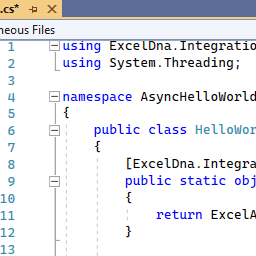 .cs*
neous Files
1 using ExcelDna.Integratio
2 using System.Threading;
3
4 namespace AsyncHelloWorld
5 {
6 public class HelloWor
7 {
8 [ExcelDna.Integra
9 public static obj
10 {
11 return ExcelA
12 }
13